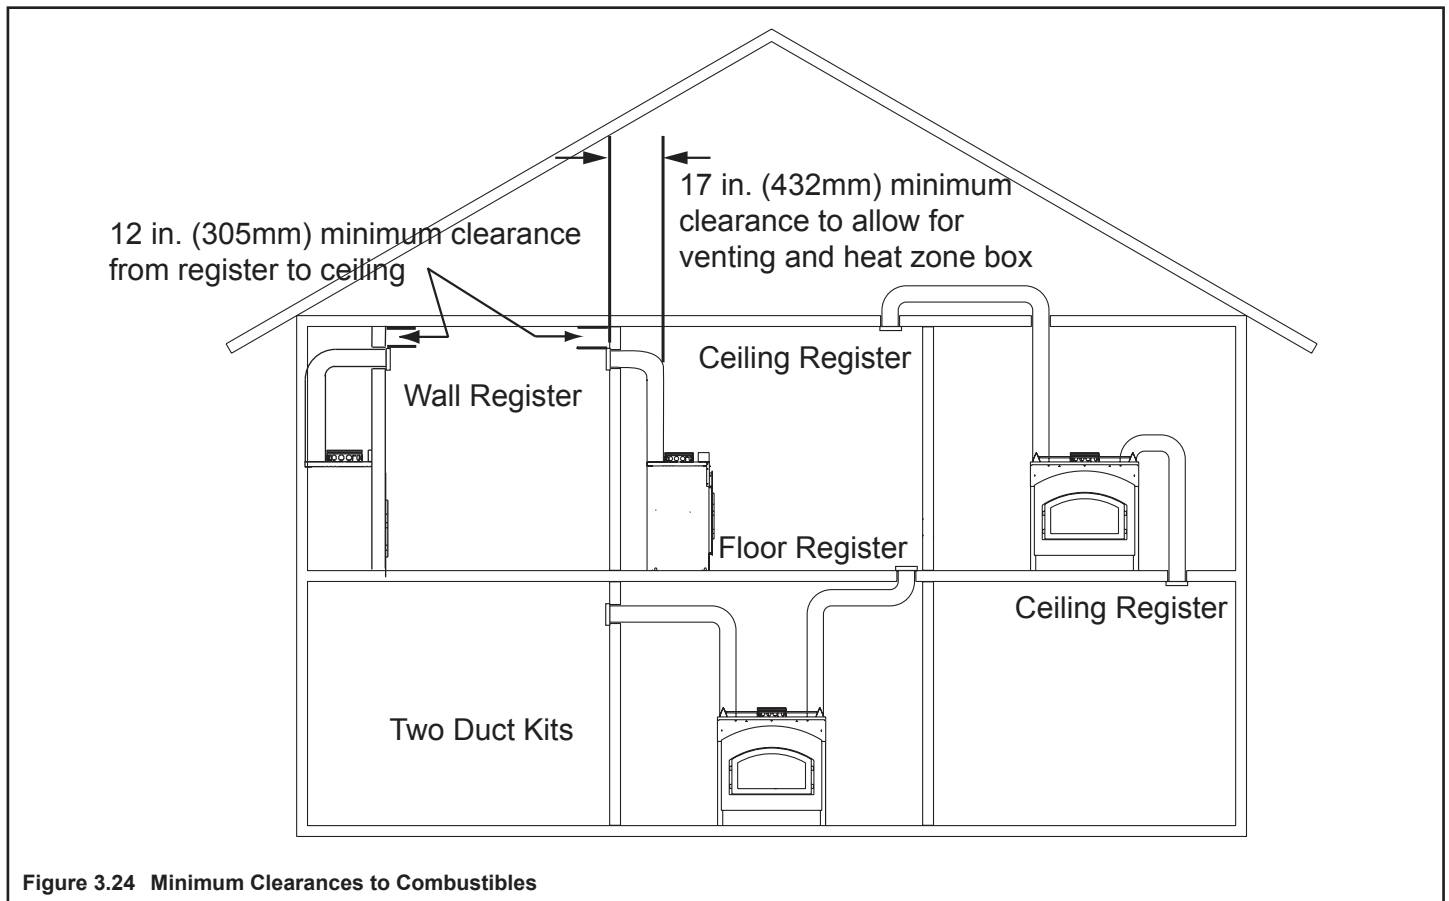 17 in. (432mm) minimum
clearance to allow for
venting and heat zone box
12 in. (305mm) minimum clearance
from register to ceiling
Ceiling Register
Wall Register
Floor Register
Ceiling Register
Two Duct Kits
Figure 3.24 Minimum Clearances to Combustibles